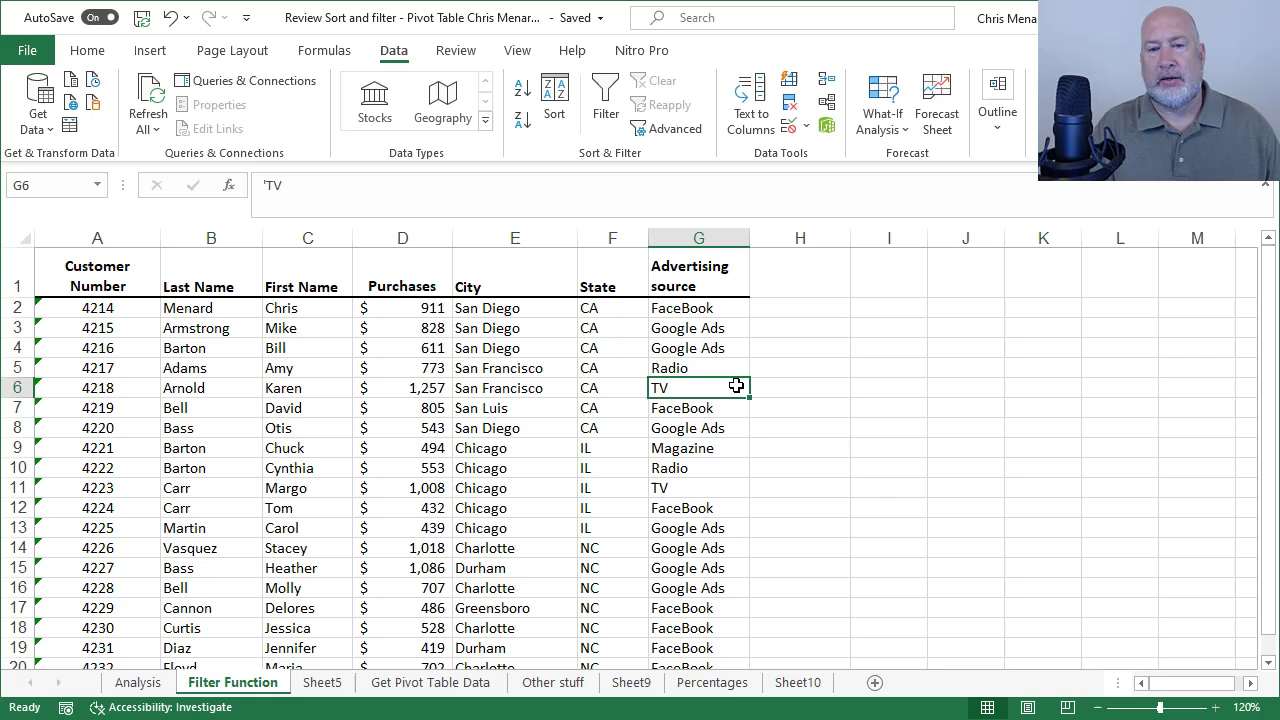 AutoSave On Review Sort and filter - Pivot Table Chris Menar... - Saved Search Chris Mena
File Home Insert Page Layout Formulas Data Review View Help Nitro Pro
Get Data
Refresh All
Queries & Connections
Properties
Edit Links
Stocks
Geography
Sort
Filter
Clear
Reapply
Advanced
Text to Columns
What-If Analysis
Forecast Sheet
Outline
Get & Transform Data Queries & Connections Data Types Sort & Filter Data Tools Forecast
G6 fx 'TV
A B C D E F G H I J K L M
1 Customer Number Last Name First Name Purchases City State Advertising source
2 4214 Menard Chris $ 911 San Diego CA FaceBook
3 4215 Armstrong Mike $ 828 San Diego CA Google Ads
4 4216 Barton Bill $ 611 San Diego CA Google Ads
5 4217 Adams Amy $ 773 San Francisco CA Radio
6 4218 Arnold Karen $ 1,257 San Francisco CA TV
7 4219 Bell David $ 805 San Luis CA FaceBook
8 4220 Bass Otis $ 543 San Diego CA Google Ads
9 4221 Barton Chuck $ 494 Chicago IL Magazine
10 4222 Barton Cynthia $ 553 Chicago IL Radio
11 4223 Carr Margo $ 1,008 Chicago IL TV
12 4224 Carr Tom $ 432 Chicago IL FaceBook
13 4225 Martin Carol $ 439 Chicago IL Google Ads
14 4226 Vasquez Stacey $ 1,018 Charlotte NC Google Ads
15 4227 Bass Heather $ 1,086 Durham NC Google Ads
16 4228 Bell Molly $ 707 Charlotte NC Google Ads
17 4229 Cannon Delores $ 486 Greensboro NC FaceBook
18 4230 Curtis Jessica $ 528 Charlotte NC FaceBook
19 4231 Diaz Jennifer $ 419 Durham NC FaceBook
20 4232 Floyd Maria $ 702 Charlotte NC FaceBook
Analysis Filter Function Sheet5 Get Pivot Table Data Other stuff Sheet9 Percentages Sheet10
Ready Accessibility: Investigate 120%